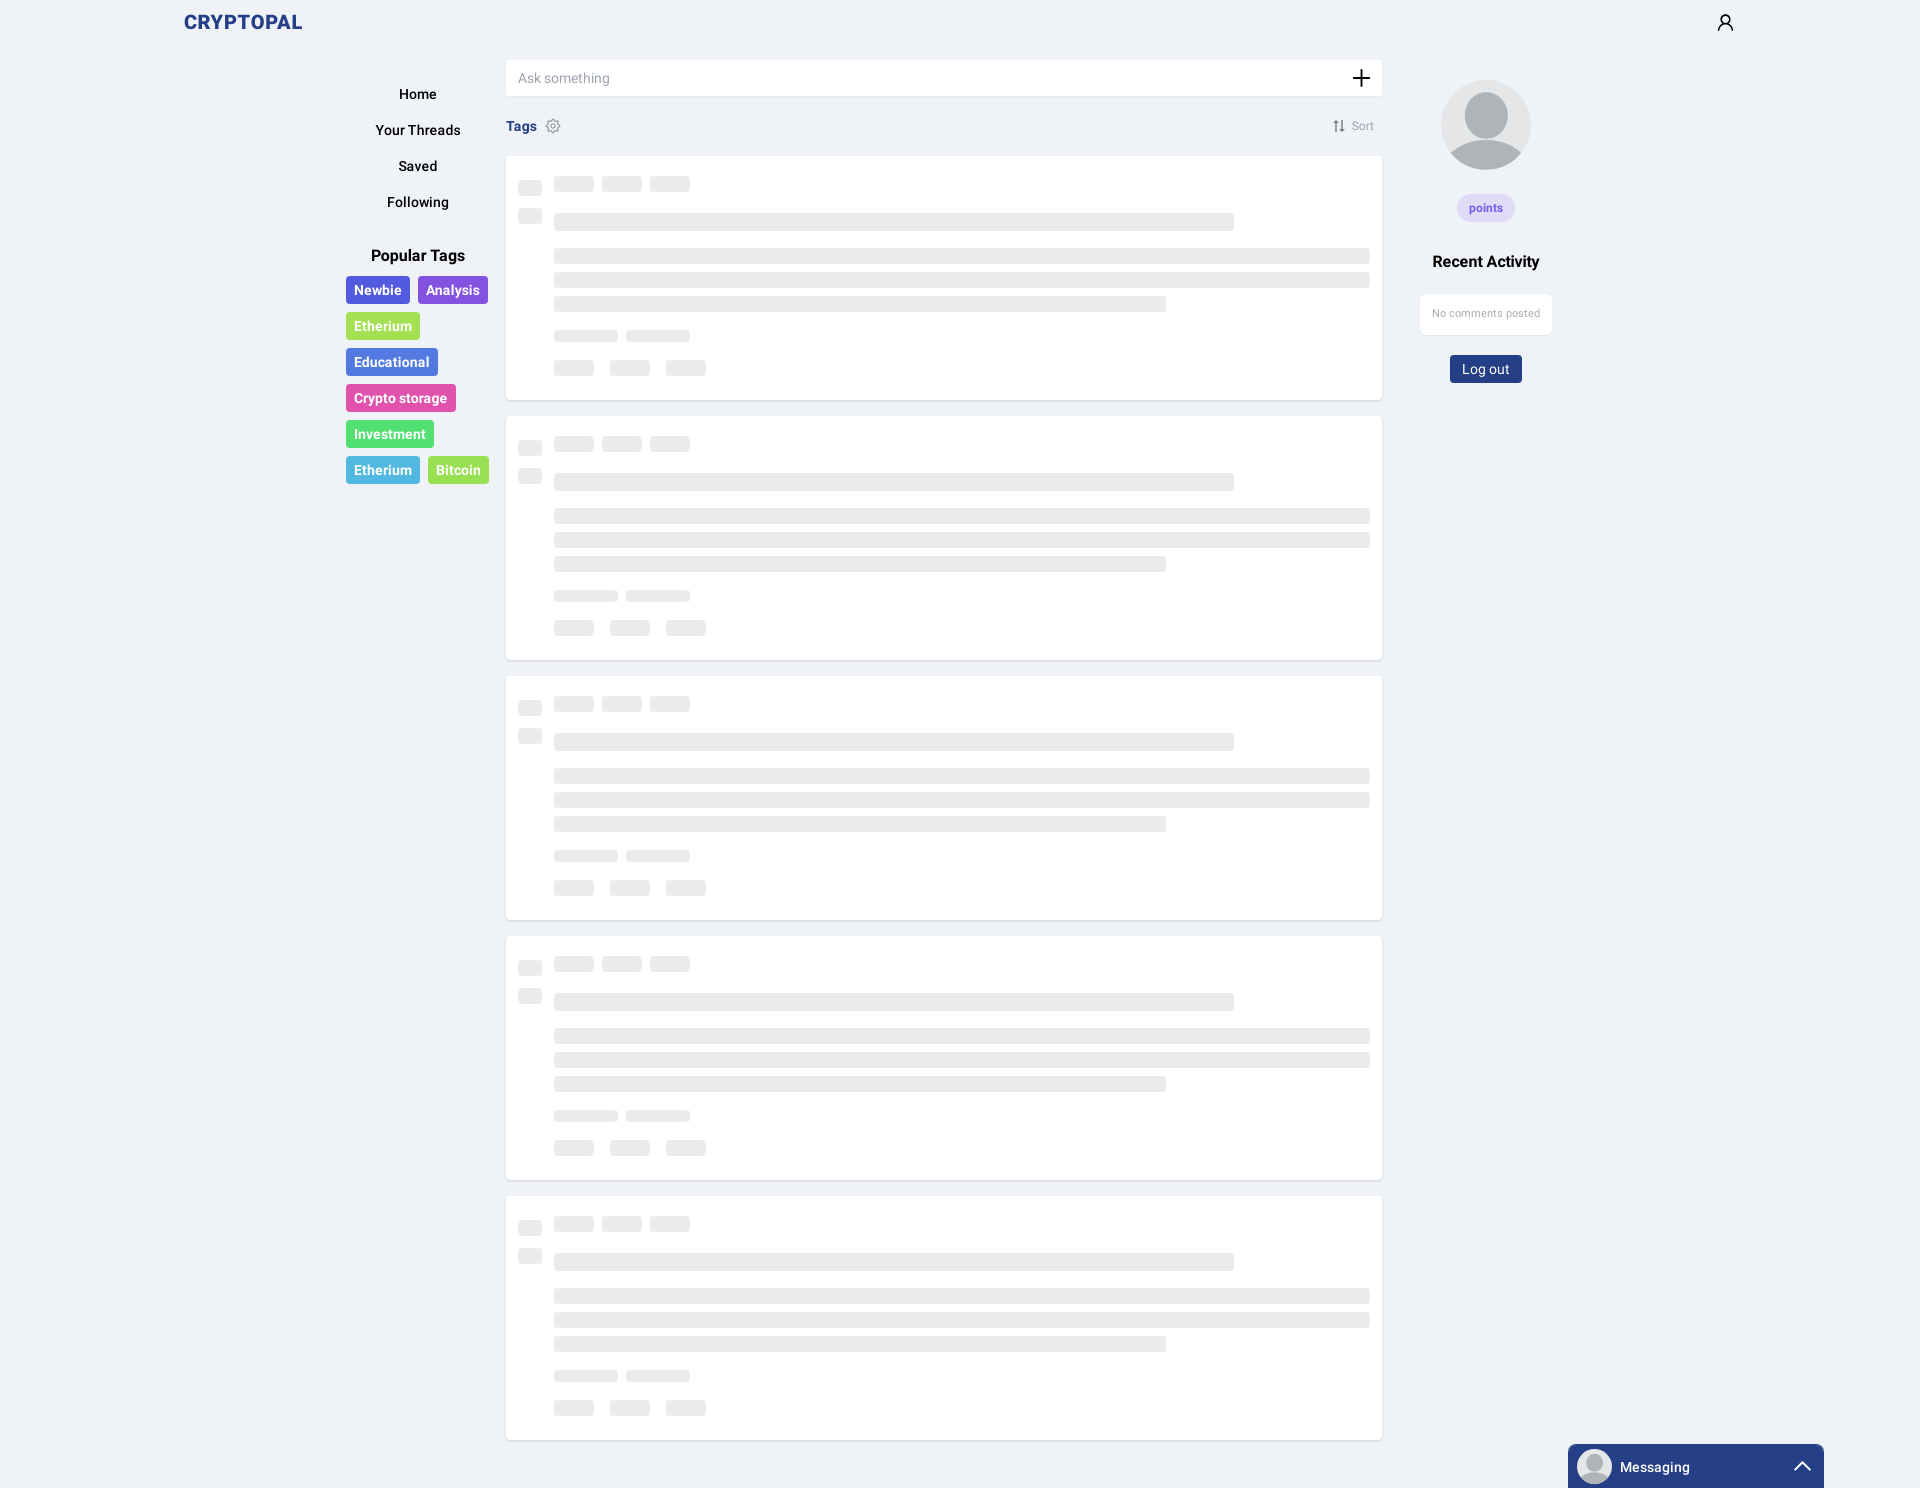 CRYPTOPAL
Ask something
Home
Your Threads
Saved
Following
Popular Tags
Newbie Analysis
Etherium
Educational
Crypto storage
Investment
Etherium Bitcoin
Tags
Sort
points
Recent Activity
No comments posted
Log out
Messaging